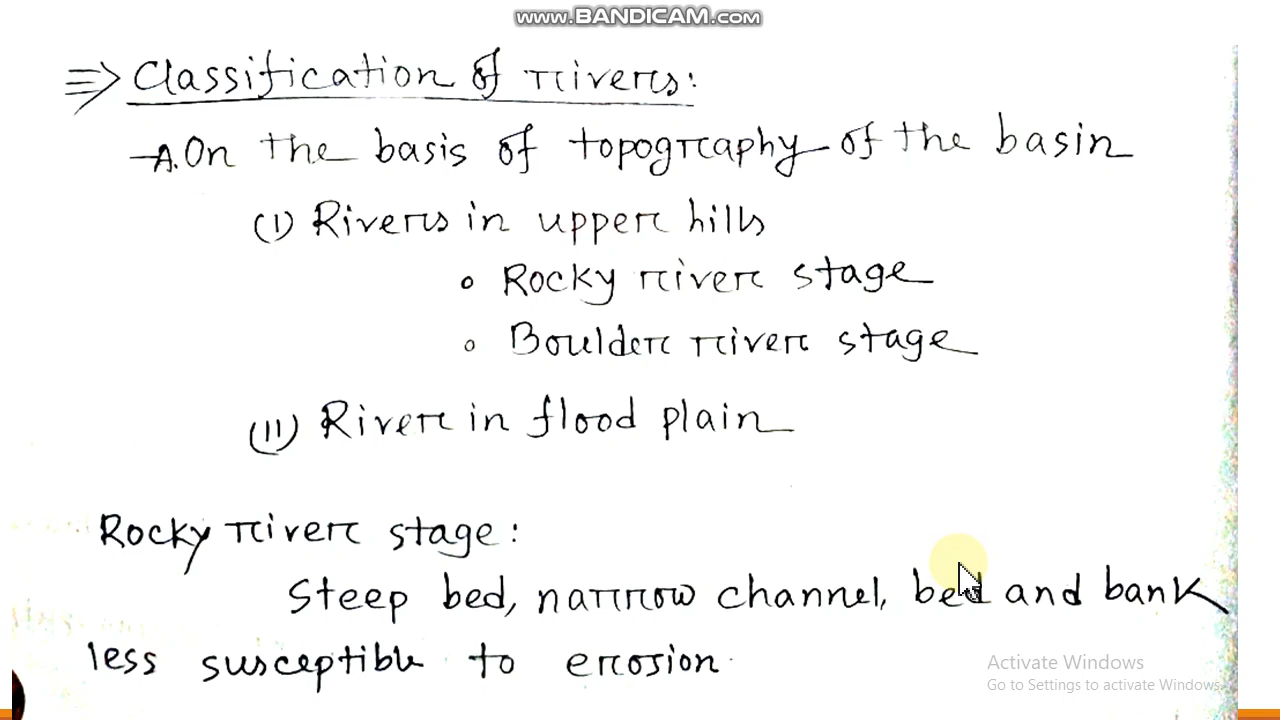 www.BANDICAM.com
⇒ Classification of rivers:
A. On the basis of topography of the basin
(I) Rivers in upper hills
◦ Rocky river stage
◦ Boulder river stage
(II) River in flood plain
Rocky river stage:
Steep bed, narrow channel, bed and bank
less susceptible to erosion
Activate Windows
Go to Settings to activate Windows.